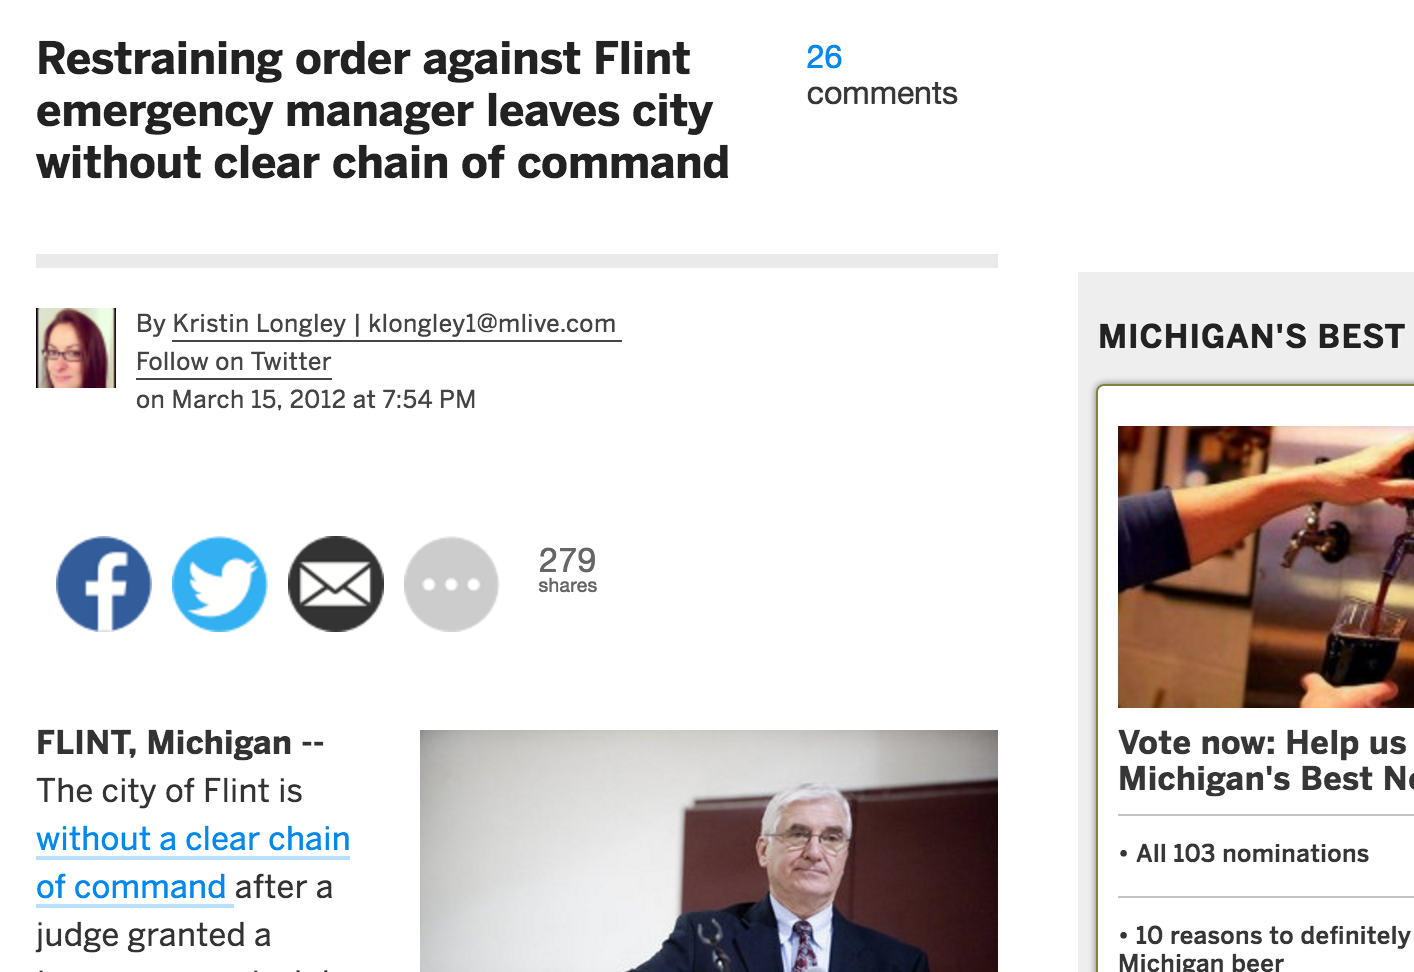 Restraining order against Flint
emergency manager leaves city
without clear chain of command
26
comments
By Kristin Longley | klongley1@mlive.com
Follow on Twitter
on March 15, 2012 at 7:54 PM
279
shares
FLINT, Michigan --
The city of Flint is
without a clear chain
of command after a
judge granted a
MICHIGAN'S BEST
Vote now: Help us
Michigan's Best
• All 103 nominations
• 10 reasons to definitely
Michigan beer